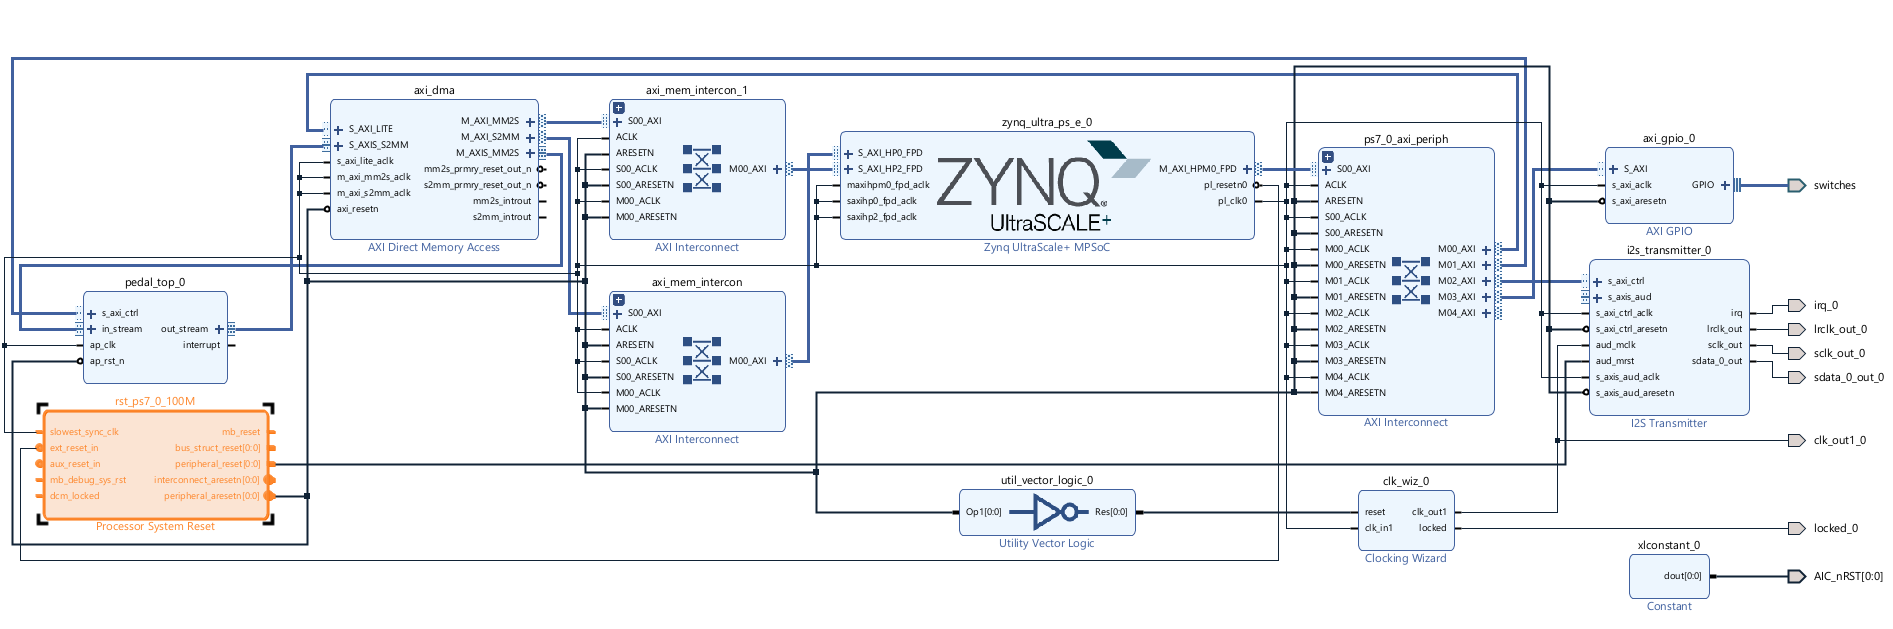 axi_dma
S_AXI_LITE
S_AXIS_S2MM
s_axi_lite_aclk
m_axi_mm2s_aclk
m_axi_s2mm_aclk
axi_resetn
M_AXI_MM2S
M_AXI_S2MM
M_AXIS_MM2S
mm2s_prmry_reset_out_n
s2mm_prmry_reset_out_n
mm2s_introut
s2mm_introut
AXI Direct Memory Access
axi_mem_intercon_1
S00_AXI
ACLK
ARESETN
S00_ACLK
S00_ARESETN
M00_ACLK
M00_ARESETN
M00_AXI
AXI Interconnect
zynq_ultra_ps_e_0
S_AXI_HP0_FPD
S_AXI_HP2_FPD
maxihpm0_fpd_aclk
saxihp0_fpd_aclk
saxihp2_fpd_aclk
ZYNQ
UltraSCALE+
M_AXI_HPM0_FPD
pl_resetn0
pl_clk0
Zynq UltraScale+ MPSoC
ps7_0_axi_periph
S00_AXI
ACLK
ARESETN
S00_ACLK
S00_ARESETN
M00_ACLK
M00_ARESETN
M01_ACLK
M01_ARESETN
M02_ACLK
M02_ARESETN
M03_ACLK
M03_ARESETN
M04_ACLK
M04_ARESETN
M00_AXI
M01_AXI
M02_AXI
M03_AXI
M04_AXI
AXI Interconnect
axi_gpio_0
S_AXI
s_axi_aclk
s_axi_aresetn
GPIO
AXI GPIO
switches
i2s_transmitter_0
s_axi_ctrl
s_axis_aud
s_axi_ctrl_aclk
s_axi_ctrl_aresetn
aud_mclk
aud_mrst
s_axis_aud_aclk
s_axis_aud_aresetn
irq
lrclk_out
sclk_out
sdata_0_out
I2S Transmitter
irq_0
lrclk_out_0
sclk_out_0
sdata_0_out_0
clk_out1_0
pedal_top_0
s_axi_ctrl
in_stream
ap_clk
ap_rst_n
out_stream
interrupt
axi_mem_intercon
S00_AXI
ACLK
ARESETN
S00_ACLK
S00_ARESETN
M00_ACLK
M00_ARESETN
M00_AXI
AXI Interconnect
rst_ps7_0_100M
slowest_sync_clk
ext_reset_in
aux_reset_in
mb_debug_sys_rst
dcm_locked
mb_reset
bus_struct_reset[0:0]
peripheral_reset[0:0]
interconnect_aresetn[0:0]
peripheral_aresetn[0:0]
Processor System Reset
util_vector_logic_0
Op1[0:0]
Res[0:0]
Utility Vector Logic
clk_wiz_0
reset
clk_in1
clk_out1
locked
Clocking Wizard
locked_0
xlconstant_0
dout[0:0]
Constant
AIC_nRST[0:0]